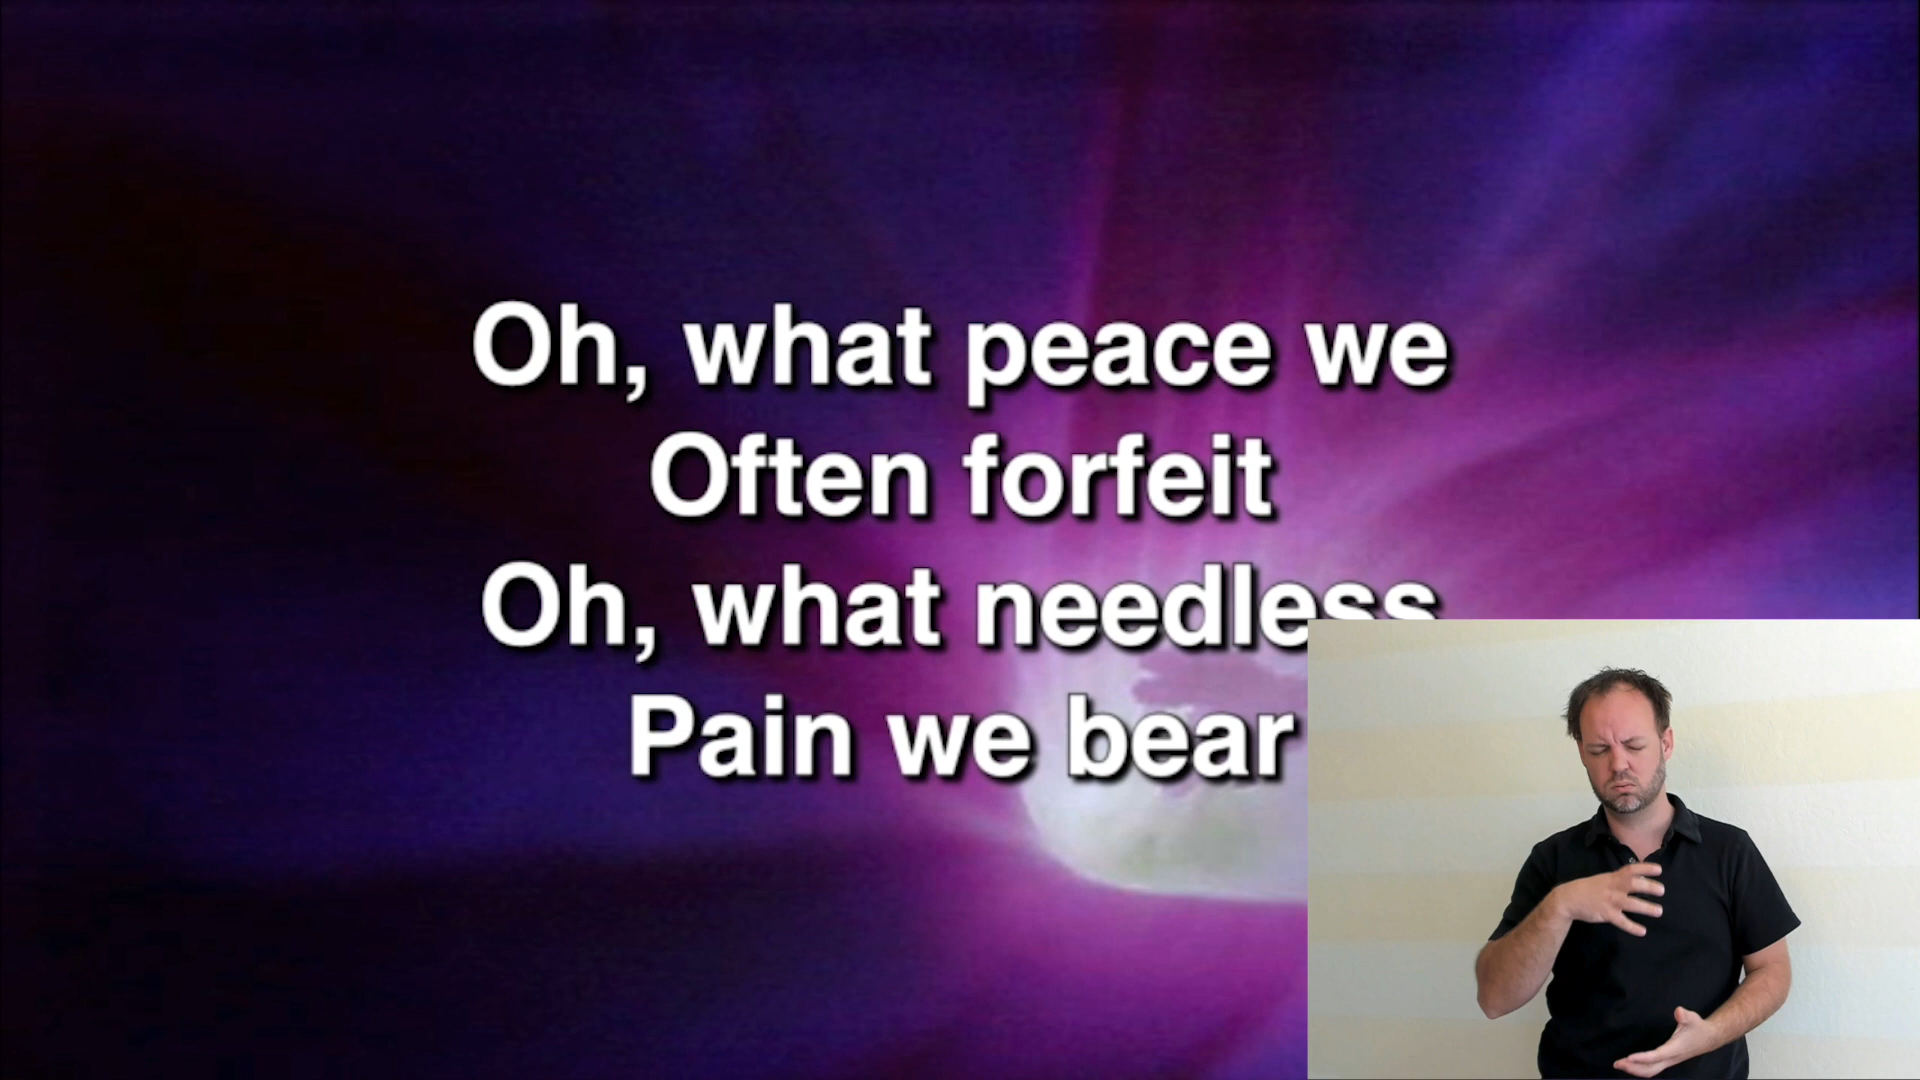 Oh, what peace we
Often forfeit
Oh, what needless
Pain we bear